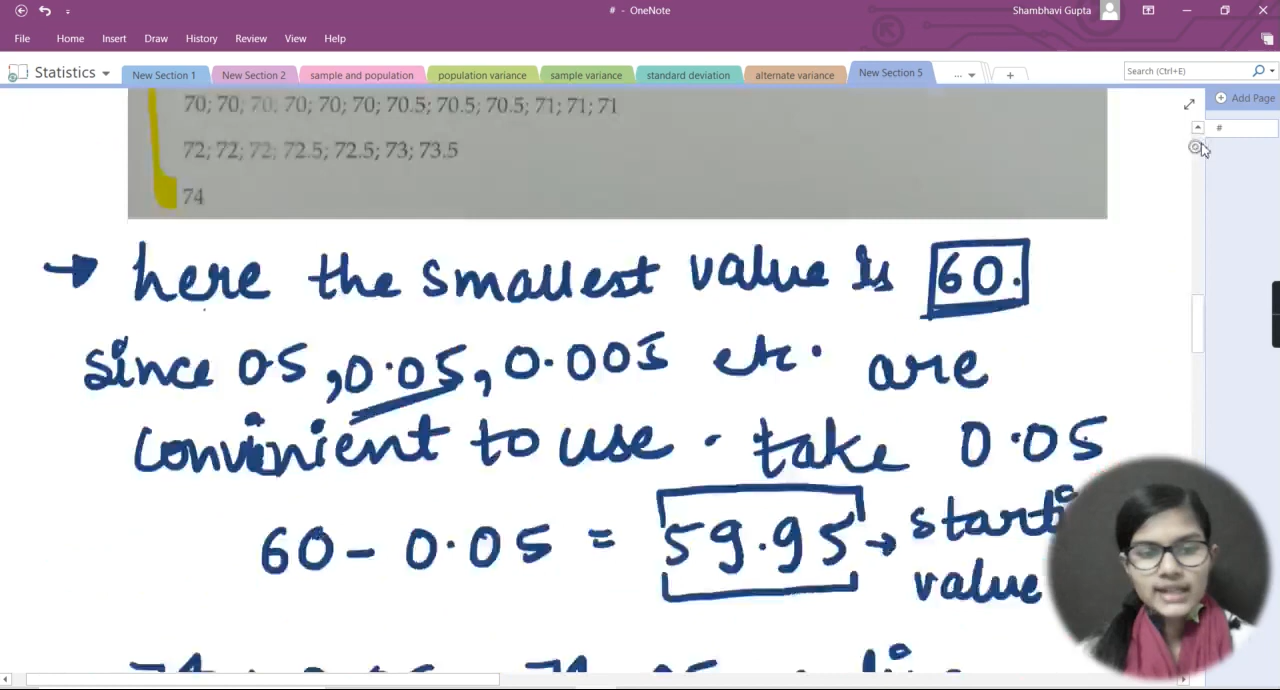 # - OneNote
Shambhavi Gupta
File Home Insert Draw History Review View Help
Statistics
New Section 1 New Section 2 sample and population population variance sample variance standard deviation alternate variance New Section 5 ... +
Search (Ctrl+E)
Add Page
#
70; 70; 70; 70; 70; 70; 70.5; 70.5; 70.5; 71; 71; 71
72; 72; 72; 72.5; 72.5; 73; 73.5
74
→ here the smallest value is 60.
since 0.5, 0.05, 0.005 etc. are
convinient to use. take 0.05
60 - 0.05 = 59.95 → starti
value